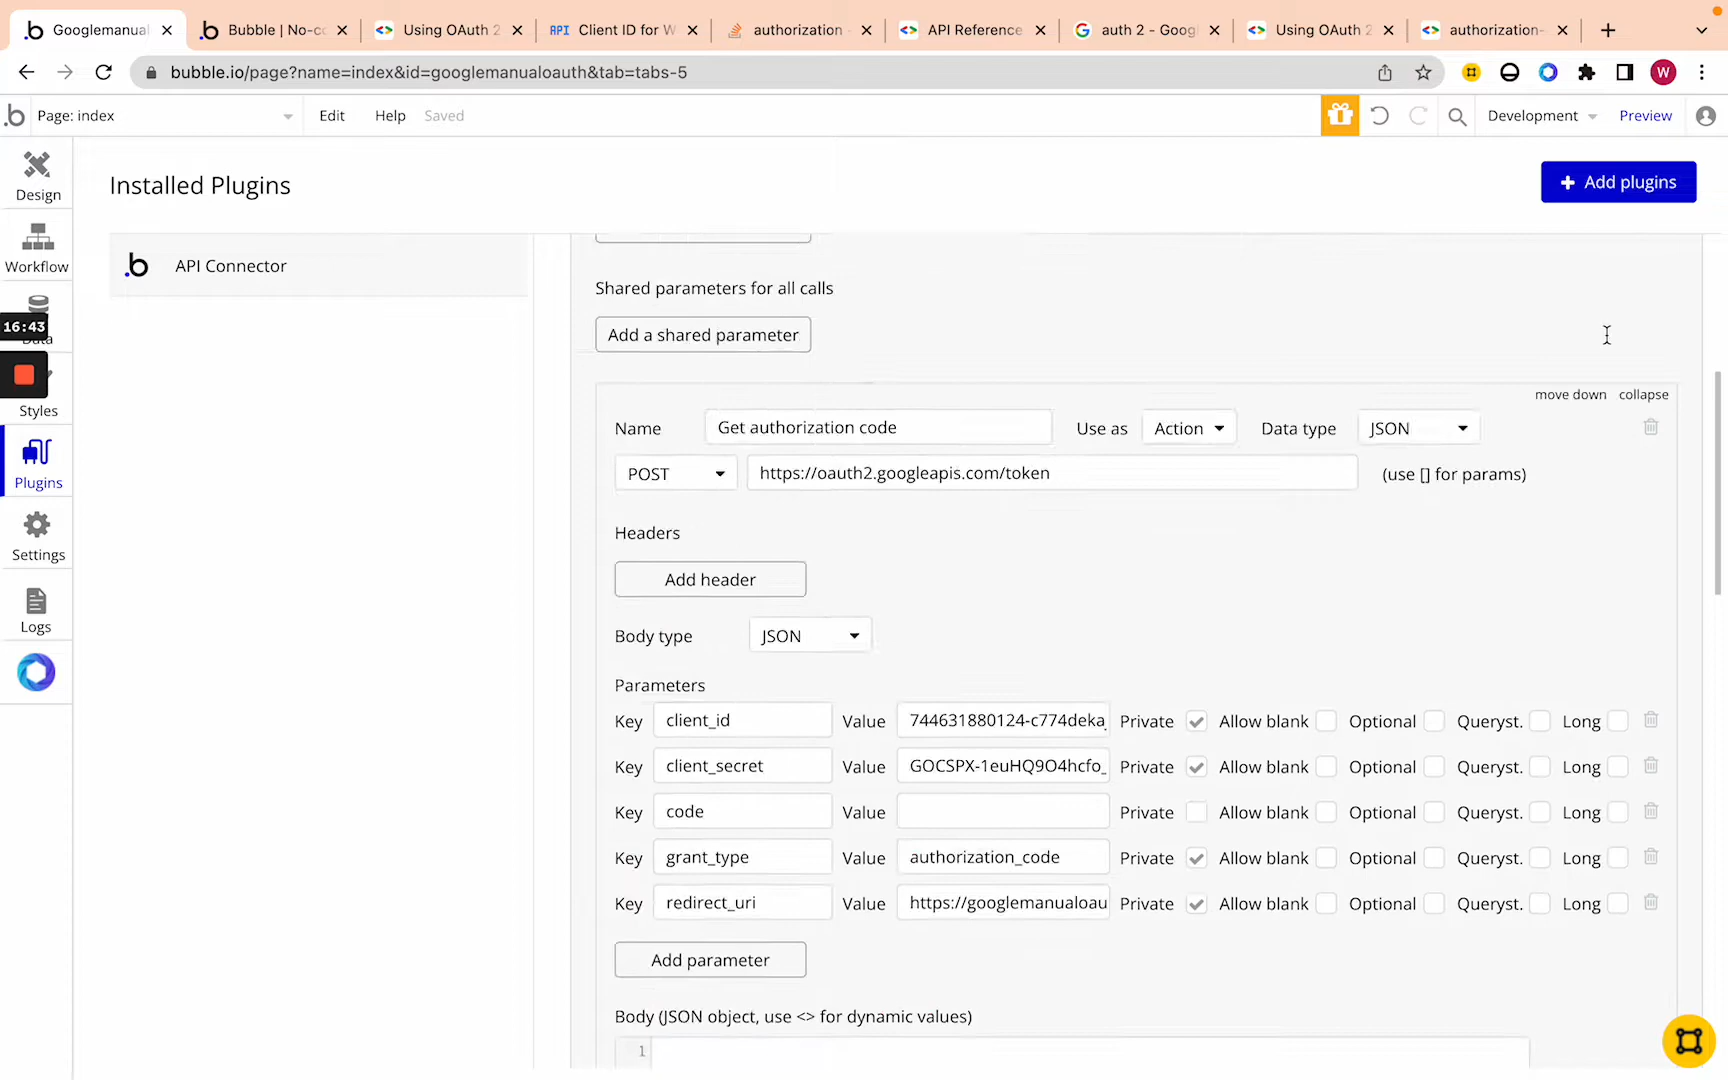 Googlemanual
Bubble | No-co
Using OAuth 2
API Client ID for W
authorization
API Reference
auth 2 - Goog
Using OAuth 2
authorization-
bubble.io/page?name=index&id=googlemanualoauth&tab=tabs-5
W
Page: index
Edit
Help
Saved
Development
Preview
Design
Workflow
Data
16:43
Styles
Plugins
Settings
Logs
Installed Plugins
+ Add plugins
API Connector
Shared parameters for all calls
Add a shared parameter
move down collapse
Name Get authorization code Use as Action Data type JSON
POST https://oauth2.googleapis.com/token (use [] for params)
Headers
Add header
Body type JSON
Parameters
Key client_id Value 744631880124-c774deka Private Allow blank Optional Queryst. Long
Key client_secret Value GOCSPX-1euHQ9O4hcfo_ Private Allow blank Optional Queryst. Long
Key code Value Private Allow blank Optional Queryst. Long
Key grant_type Value authorization_code Private Allow blank Optional Queryst. Long
Key redirect_uri Value https://googlemanualoau Private Allow blank Optional Queryst. Long
Add parameter
Body (JSON object, use <> for dynamic values)
1